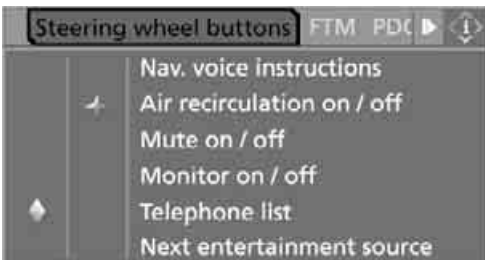 Steering wheel buttons FTM PDC
Nav. voice instructions
Air recirculation on / off
Mute on / off
Monitor on / off
Telephone list
Next entertainment source